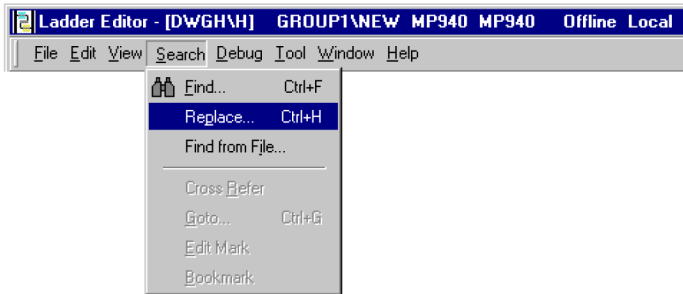 Ladder Editor - [DWGH\H] GROUP1\NEW MP940 MP940 Offline Local
File Edit View Search Debug Tool Window Help
Find... Ctrl+F
Replace... Ctrl+H
Find from File...
Cross Refer
Goto... Ctrl+G
Edit Mark
Bookmark